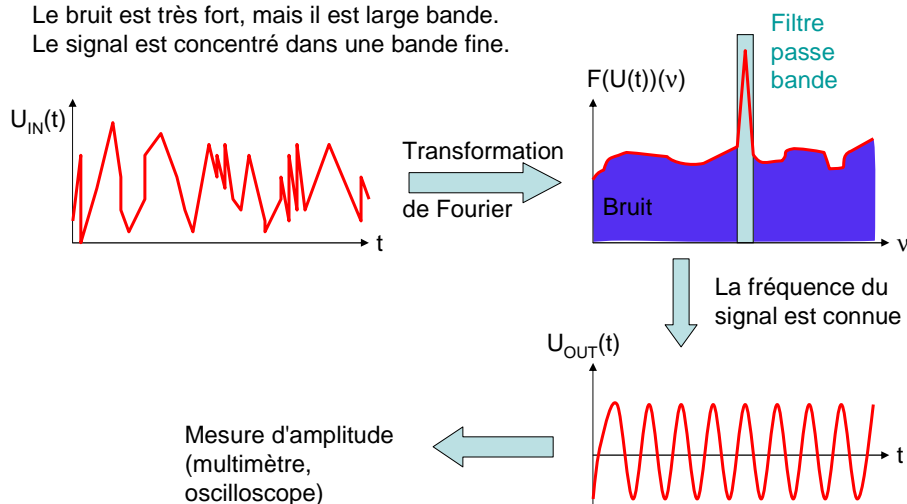 Le bruit est très fort, mais il est large bande.
Le signal est concentré dans une bande fine.
Filtre
passe
bande
F(U(t))(ν)
U_IN(t)
Transformation
de Fourier
Bruit
t
ν
La fréquence du
signal est connue
U_OUT(t)
t
Mesure d'amplitude
(multimètre,
oscilloscope)